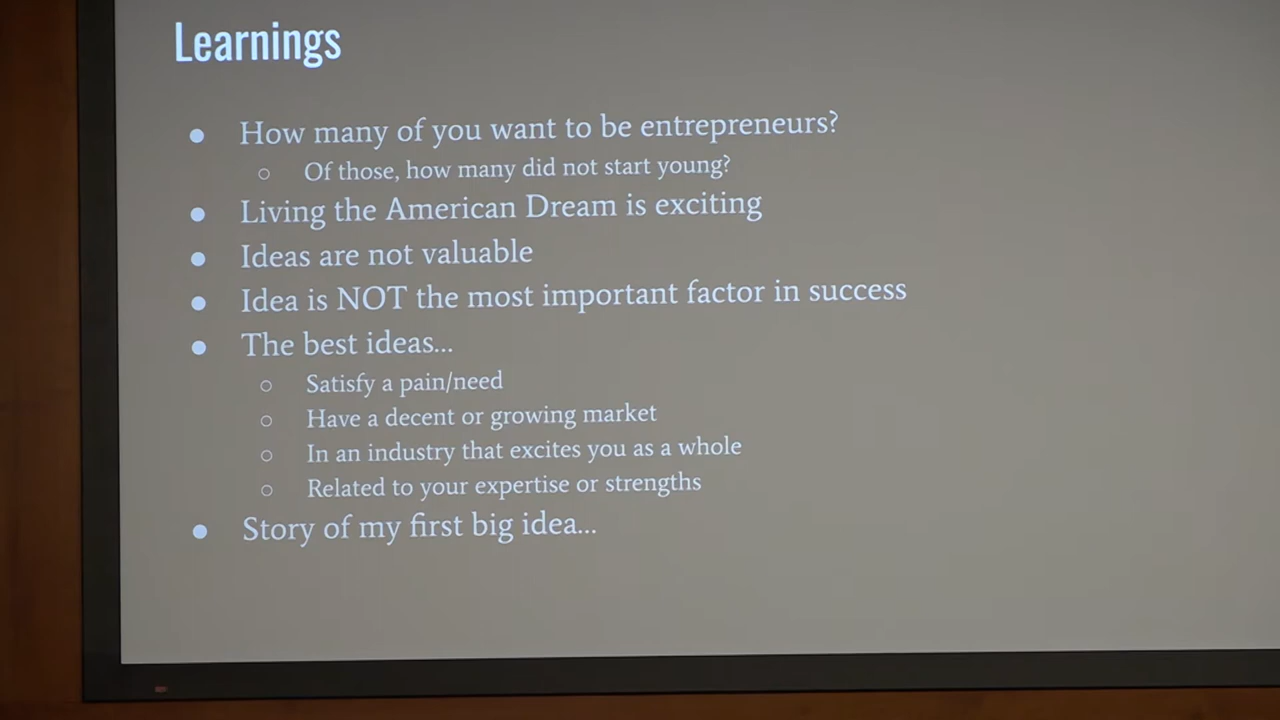 Learnings
● How many of you want to be entrepreneurs?
○ Of those, how many did not start young?
● Living the American Dream is exciting
● Ideas are not valuable
● Idea is NOT the most important factor in success
● The best ideas...
○ Satisfy a pain/need
○ Have a decent or growing market
○ In an industry that excites you as a whole
○ Related to your expertise or strengths
● Story of my first big idea...